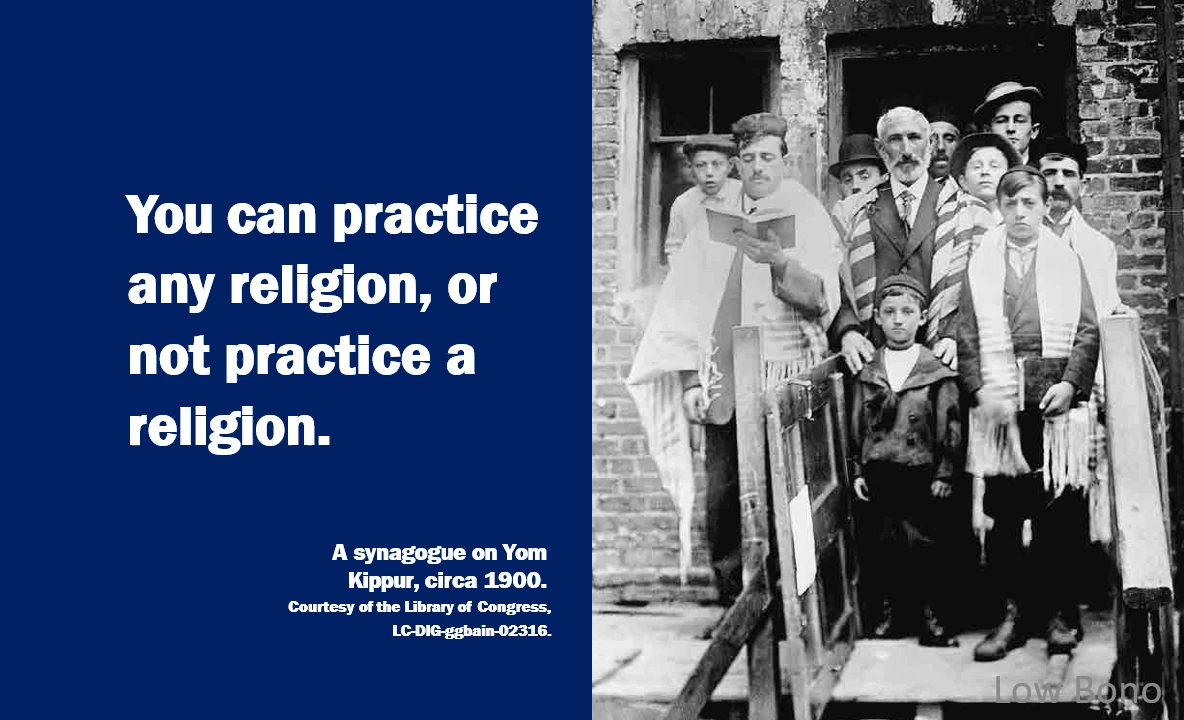 You can practice
any religion, or
not practice a
religion.
A synagogue on Yom
Kippur, circa 1900.
Courtesy of the Library of Congress,
LC-DIG-ggbain-02316.
Low Bono